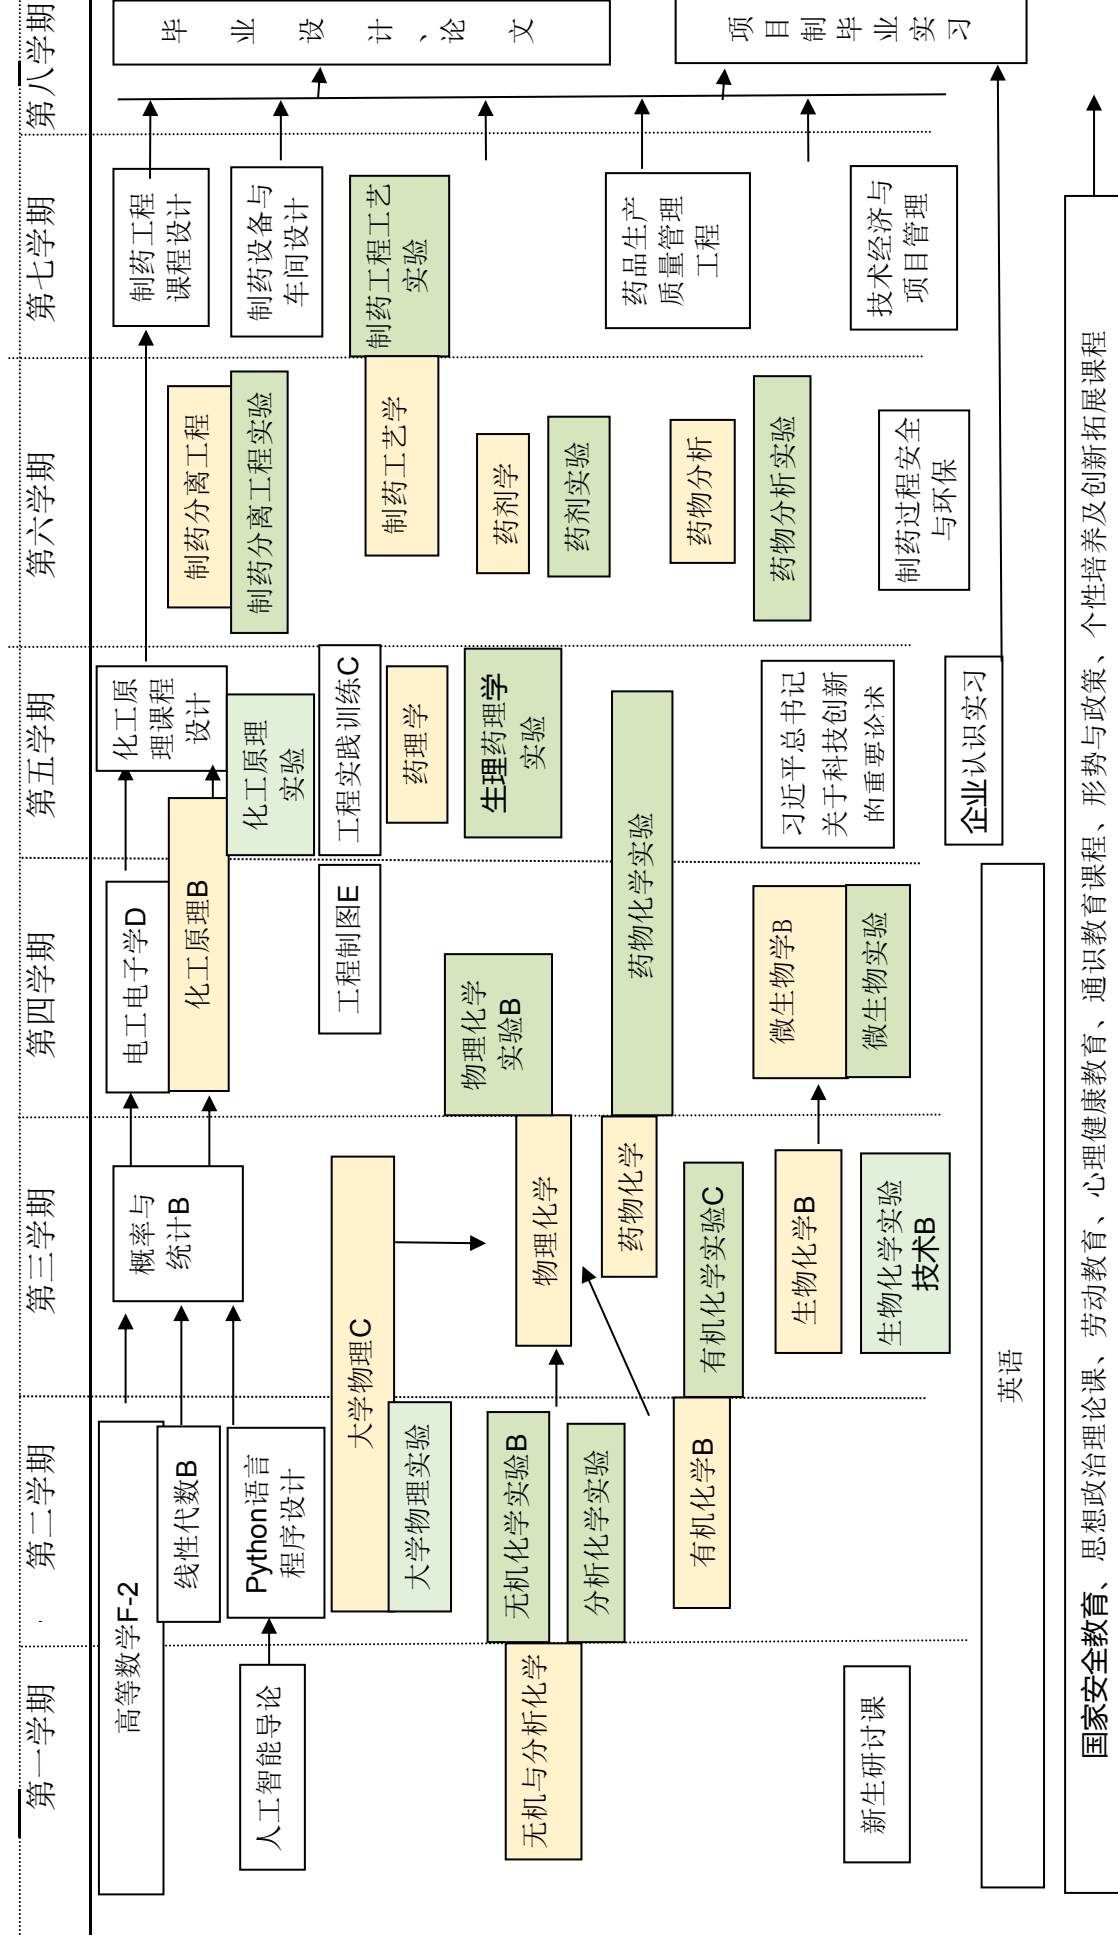 第一学期
第二学期
第三学期
第四学期
第五学期
第六学期
第七学期
第八学期
高等数学F-2
线性代数B
人工智能导论
Python语言
程序设计
概率与
统计B
电工电子学D
化工原理B
化工原
理课程
设计
化工原理
实验
制药分离工程
制药分离工程实验
制药工程
课程设计
制药设备与
车间设计
毕业设计、论文
大学物理C
大学物理实验
工程制图E
工程实践训练C
药理学
生理药理学
实验
制药工艺学
制药工程工艺
实验
无机与分析化学
无机化学实验B
分析化学实验
物理化学
物理化学
实验B
药剂学
药剂实验
药物化学
药物化学实验
有机化学B
有机化学实验C
药物分析
药物分析实验
药品生产
质量管理
工程
项目制毕业实习
生物化学B
生物化学实验
技术B
微生物学B
微生物实验
习近平总书记
关于科技创新
的重要论述
制药过程安全
与环保
技术经济与
项目管理
新生研讨课
企业认识实习
英语
国家安全教育、思想政治理论课、劳动教育、心理健康教育、通识教育课程、形势与政策、个性培养及创新拓展课程